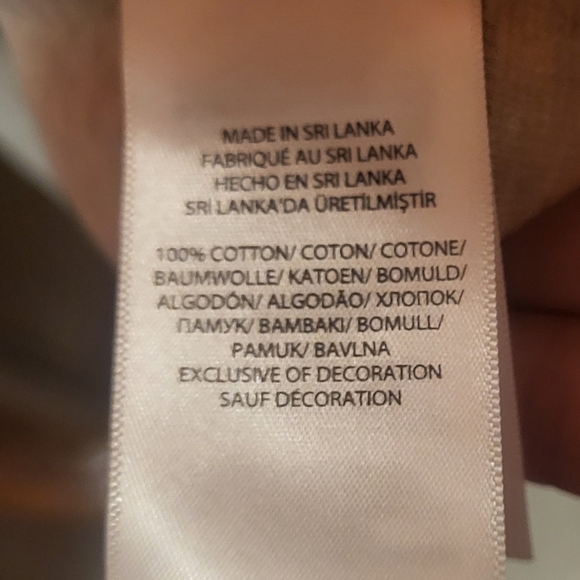 MADE IN SRI LANKA
FABRIQUÉ AU SRI LANKA
HECHO EN SRI LANKA
SRİ LANKA'DA ÜRETİLMİŞTİR
100% COTTON/ COTON/ COTONE/
BAUMWOLLE/ KATOEN/ BOMULD/
ALGODÓN/ ALGODÃO/ ХЛОПОК/
ПАМУК/ BAMBAKI/ BOMULL/
PAMUK/ BAVLNA
EXCLUSIVE OF DECORATION
SAUF DÉCORATION